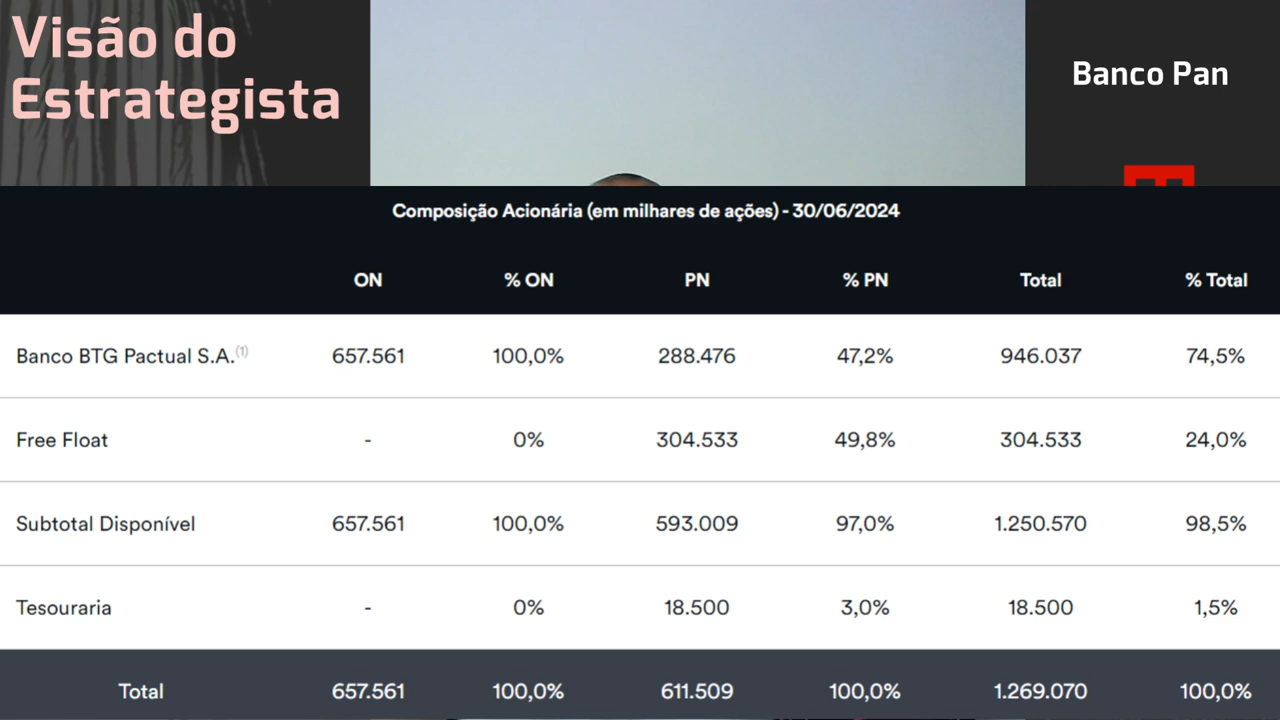 Visão do
Estrategista
Banco Pan
Composição Acionária (em milhares de ações) - 30/06/2024
ON % ON PN % PN Total % Total
Banco BTG Pactual S.A.(1) 657.561 100,0% 288.476 47,2% 946.037 74,5%
Free Float - 0% 304.533 49,8% 304.533 24,0%
Subtotal Disponível 657.561 100,0% 593.009 97,0% 1.250.570 98,5%
Tesouraria - 0% 18.500 3,0% 18.500 1,5%
Total 657.561 100,0% 611.509 100,0% 1.269.070 100,0%